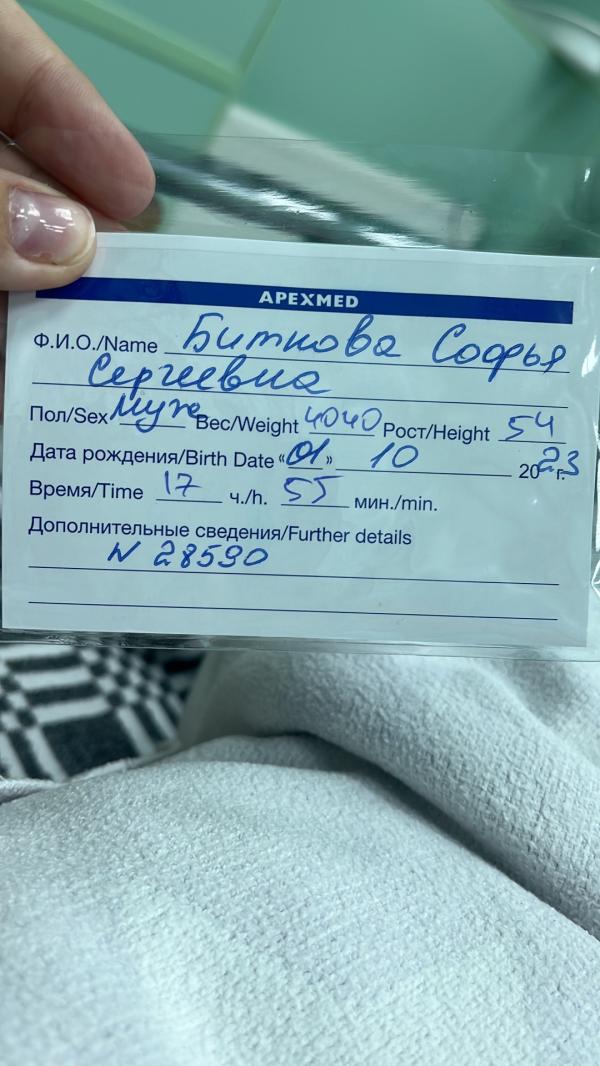 APEXMED
Ф.И.О./Name Битнова Софья
Сергеевна
Пол/Sex муж Вес/Weight 4040 Рост/Height 54
Дата рождения/Birth Date «01» 10 2023 г.
Время/Time 17 ч./h. 55 мин./min.
Дополнительные сведения/Further details
N 28590